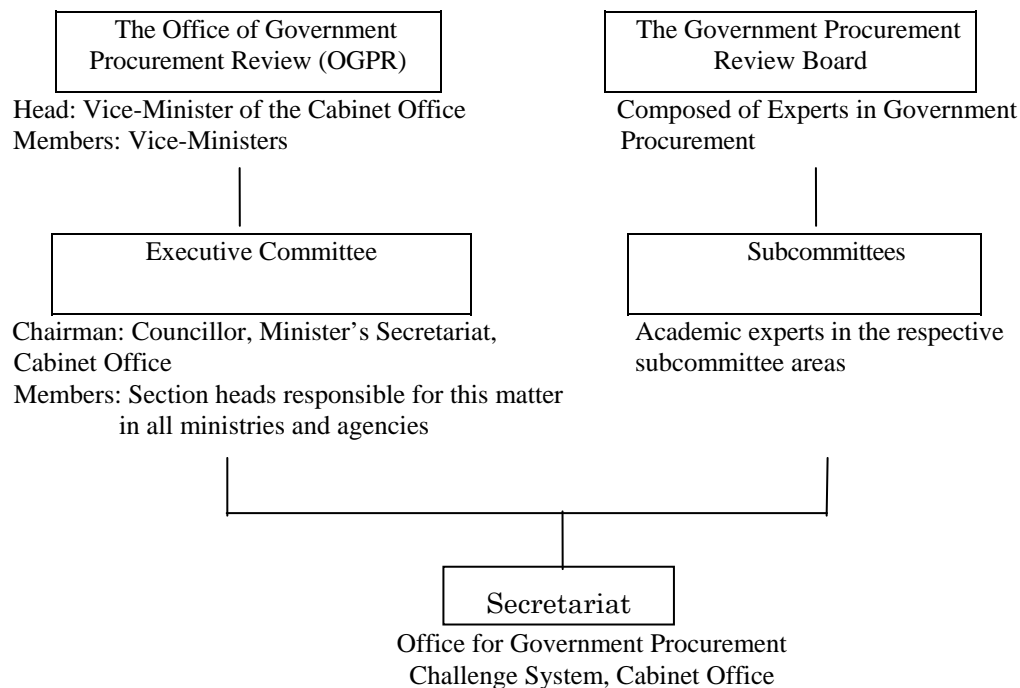 The Office of Government
Procurement Review (OGPR)
Head: Vice-Minister of the Cabinet Office
Members: Vice-Ministers
The Government Procurement
Review Board
Composed of Experts in Government
Procurement
Executive Committee
Chairman: Councillor, Minister’s Secretariat,
Cabinet Office
Members: Section heads responsible for this matter
in all ministries and agencies
Subcommittees
Academic experts in the respective
subcommittee areas
Secretariat
Office for Government Procurement
Challenge System, Cabinet Office